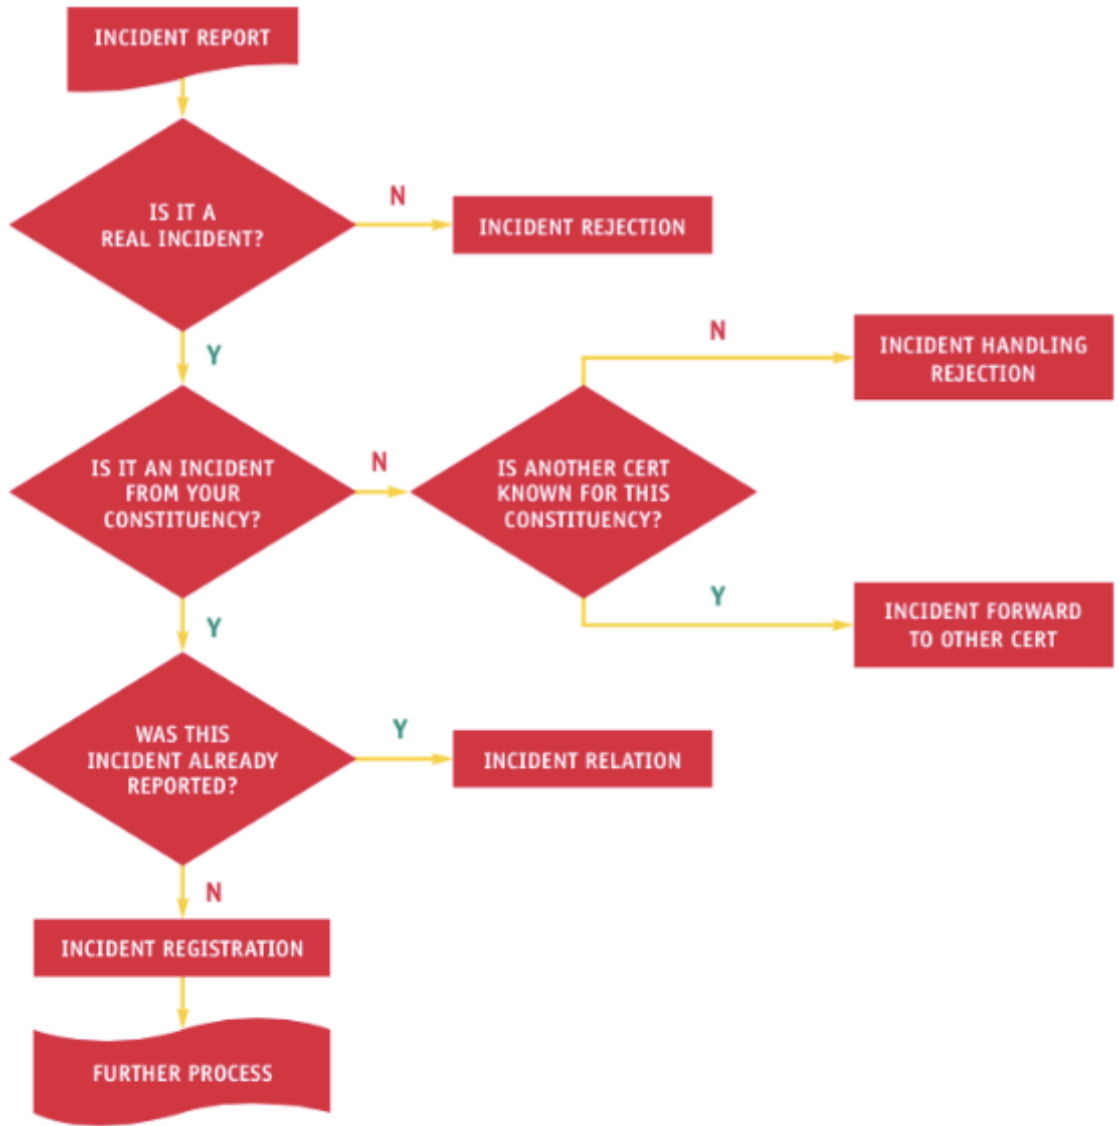 INCIDENT REPORT
IS IT A
REAL INCIDENT?
N
INCIDENT REJECTION
Y
N
INCIDENT HANDLING
REJECTION
IS IT AN INCIDENT
FROM YOUR
CONSTITUENCY?
N
IS ANOTHER CERT
KNOWN FOR THIS
CONSTITUENCY?
Y
INCIDENT FORWARD
TO OTHER CERT
Y
WAS THIS
INCIDENT ALREADY
REPORTED?
Y
INCIDENT RELATION
N
INCIDENT REGISTRATION
FURTHER PROCESS